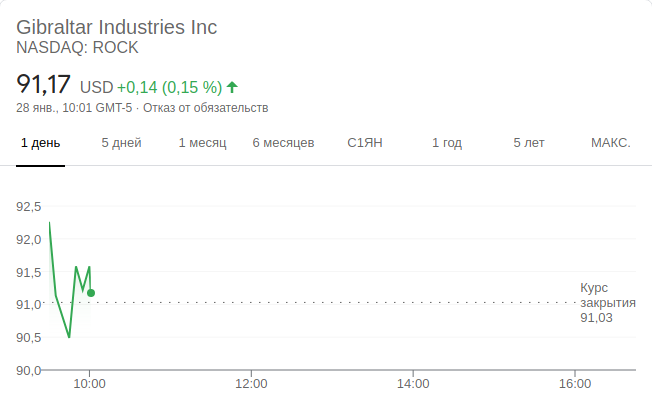 Gibraltar Industries Inc
NASDAQ: ROCK
91,17 USD +0,14 (0,15 %)
28 янв., 10:01 GMT-5 · Отказ от обязательств
1 день 5 дней 1 месяц 6 месяцев С1ЯН 1 год 5 лет МАКС.
92,5
92,0
91,5
91,0
90,5
90,0
Курс
закрытия
91,03
10:00 12:00 14:00 16:00